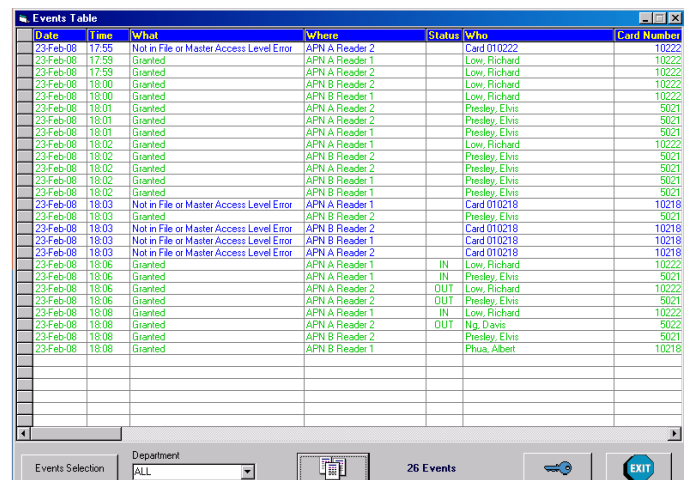 Events Table
Date Time What Where Status Who Card Number
23-Feb-08 17:55 Not in File or Master Access Level Error APN A Reader 2 Card 010222 10222
23-Feb-08 17:59 Granted APN A Reader 1 Low, Richard 10222
23-Feb-08 17:59 Granted APN A Reader 2 Low, Richard 10222
23-Feb-08 18:00 Granted APN B Reader 2 Low, Richard 10222
23-Feb-08 18:00 Granted APN B Reader 1 Low, Richard 10222
23-Feb-08 18:01 Granted APN A Reader 2 Presley, Elvis 5021
23-Feb-08 18:01 Granted APN A Reader 2 Presley, Elvis 5021
23-Feb-08 18:01 Granted APN A Reader 1 Presley, Elvis 5021
23-Feb-08 18:02 Granted APN B Reader 1 Low, Richard 10222
23-Feb-08 18:02 Granted APN B Reader 2 Presley, Elvis 5021
23-Feb-08 18:02 Granted APN A Reader 2 Presley, Elvis 5021
23-Feb-08 18:02 Granted APN B Reader 1 Presley, Elvis 5021
23-Feb-08 18:02 Granted APN B Reader 1 Presley, Elvis 5021
23-Feb-08 18:03 Not in File or Master Access Level Error APN A Reader 1 Card 010218 10218
23-Feb-08 18:03 Granted APN B Reader 2 Presley, Elvis 5021
23-Feb-08 18:03 Not in File or Master Access Level Error APN B Reader 2 Card 010218 10218
23-Feb-08 18:03 Not in File or Master Access Level Error APN B Reader 1 Card 010218 10218
23-Feb-08 18:03 Not in File or Master Access Level Error APN A Reader 2 Card 010218 10218
23-Feb-08 18:06 Granted APN A Reader 1 IN Low, Richard 10222
23-Feb-08 18:06 Granted APN A Reader 1 IN Presley, Elvis 5021
23-Feb-08 18:06 Granted APN A Reader 2 OUT Low, Richard 10222
23-Feb-08 18:06 Granted APN A Reader 2 OUT Presley, Elvis 5021
23-Feb-08 18:08 Granted APN A Reader 1 IN Low, Richard 10222
23-Feb-08 18:08 Granted APN A Reader 2 OUT Ng, Davis 5022
23-Feb-08 18:08 Granted APN B Reader 2 Presley, Elvis 5021
23-Feb-08 18:08 Granted APN B Reader 1 Phua, Albert 10218
Events Selection
Department
ALL
26 Events
EXIT